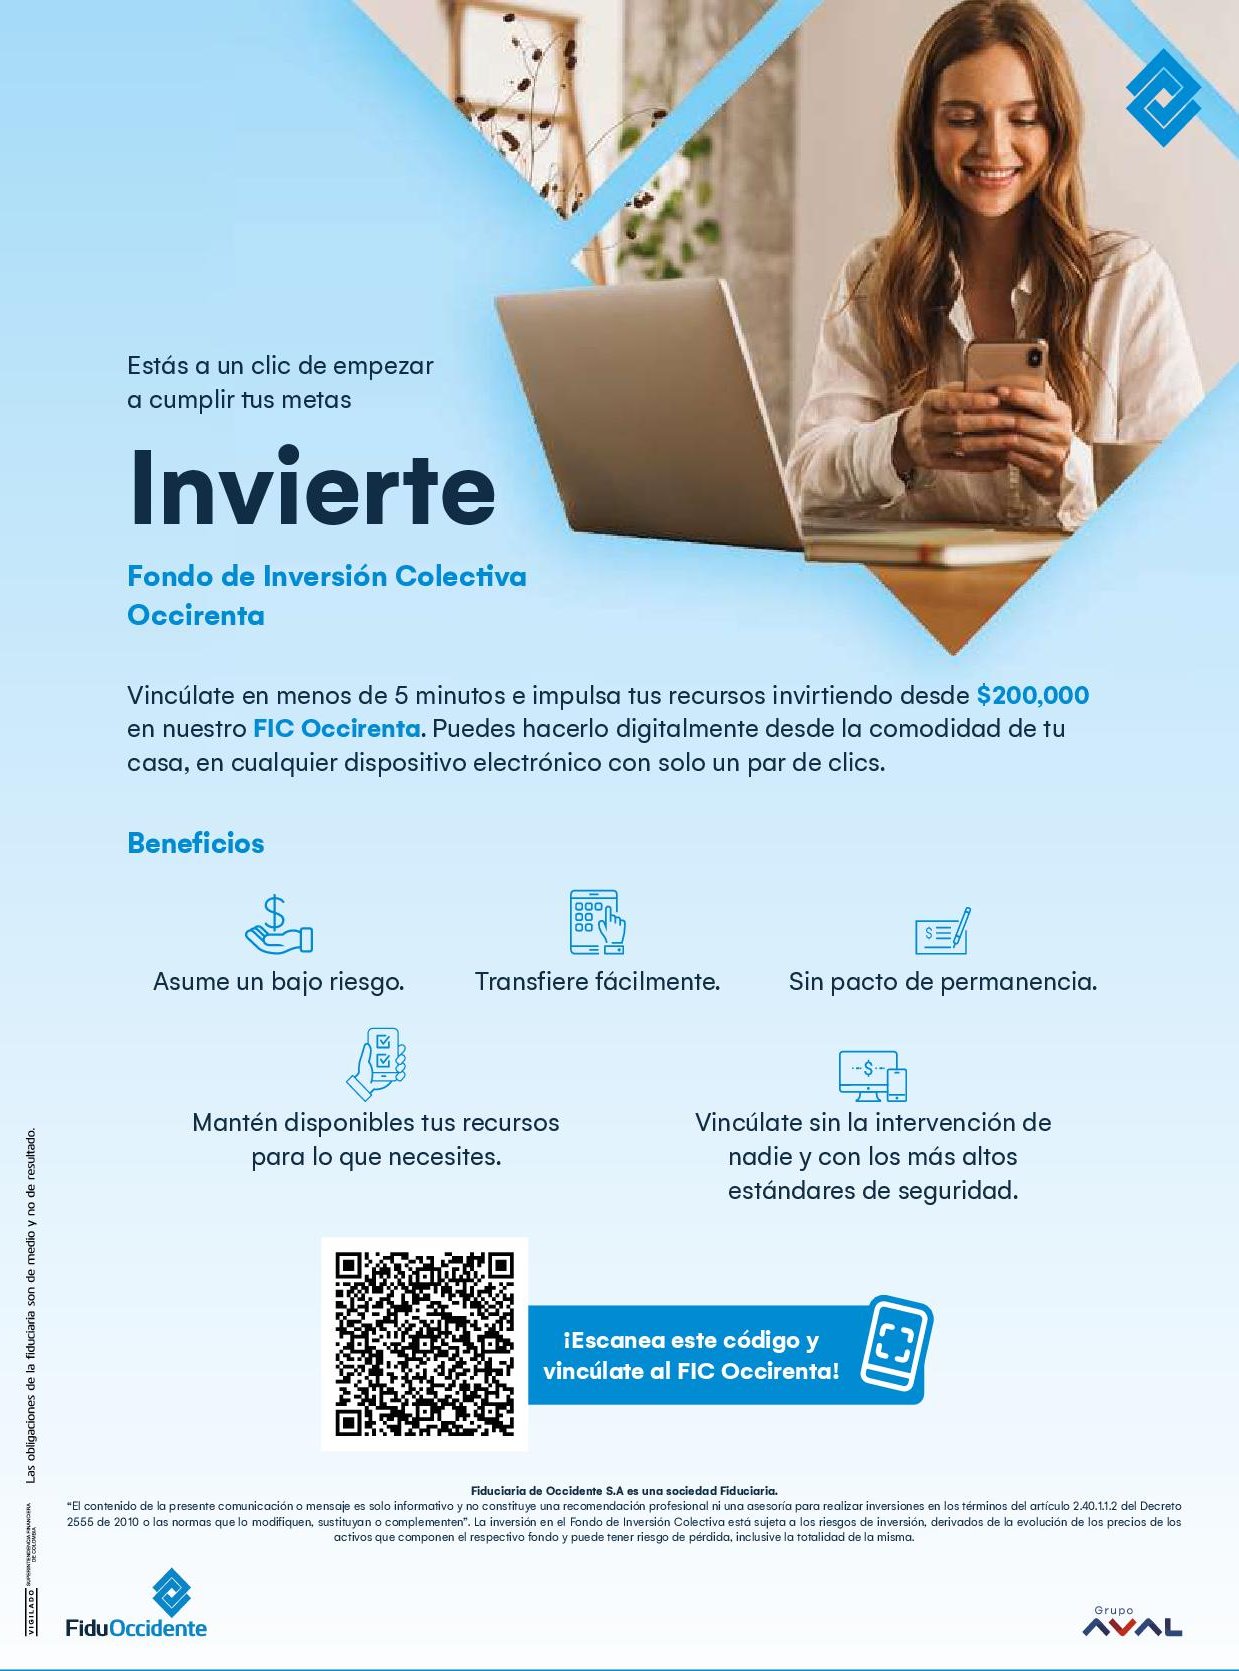 Estás a un clic de empezar
a cumplir tus metas
Invierte
Fondo de Inversión Colectiva
Occirenta
Vincúlate en menos de 5 minutos e impulsa tus recursos invirtiendo desde $200,000
en nuestro FIC Occirenta. Puedes hacerlo digitalmente desde la comodidad de tu
casa, en cualquier dispositivo electrónico con solo un par de clics.
Beneficios
Asume un bajo riesgo.
Transfiere fácilmente.
Sin pacto de permanencia.
Mantén disponibles tus recursos
para lo que necesites.
Vincúlate sin la intervención de
nadie y con los más altos
estándares de seguridad.
¡Escanea este código y
vincúlate al FIC Occirenta!
Fiduciaria de Occidente S.A es una sociedad Fiduciaria.
“El contenido de la presente comunicación o mensaje es solo informativo y no constituye una recomendación profesional ni una asesoría para realizar inversiones en los términos del artículo 2.40.1.1.2 del Decreto
2555 de 2010 o las normas que lo modifiquen, sustituyan o complementen”. La inversión en el Fondo de Inversión Colectiva está sujeta a los riesgos de inversión, derivados de la evolución de los precios de los
activos que componen el respectivo fondo y puede tener riesgo de pérdida, inclusive la totalidad de la misma.
Las obligaciones de la fiduciaria son de medio y no de resultado.
VIGILADO
SUPERINTENDENCIA FINANCIERA
DE COLOMBIA
FiduOccidente
Grupo
AVAL